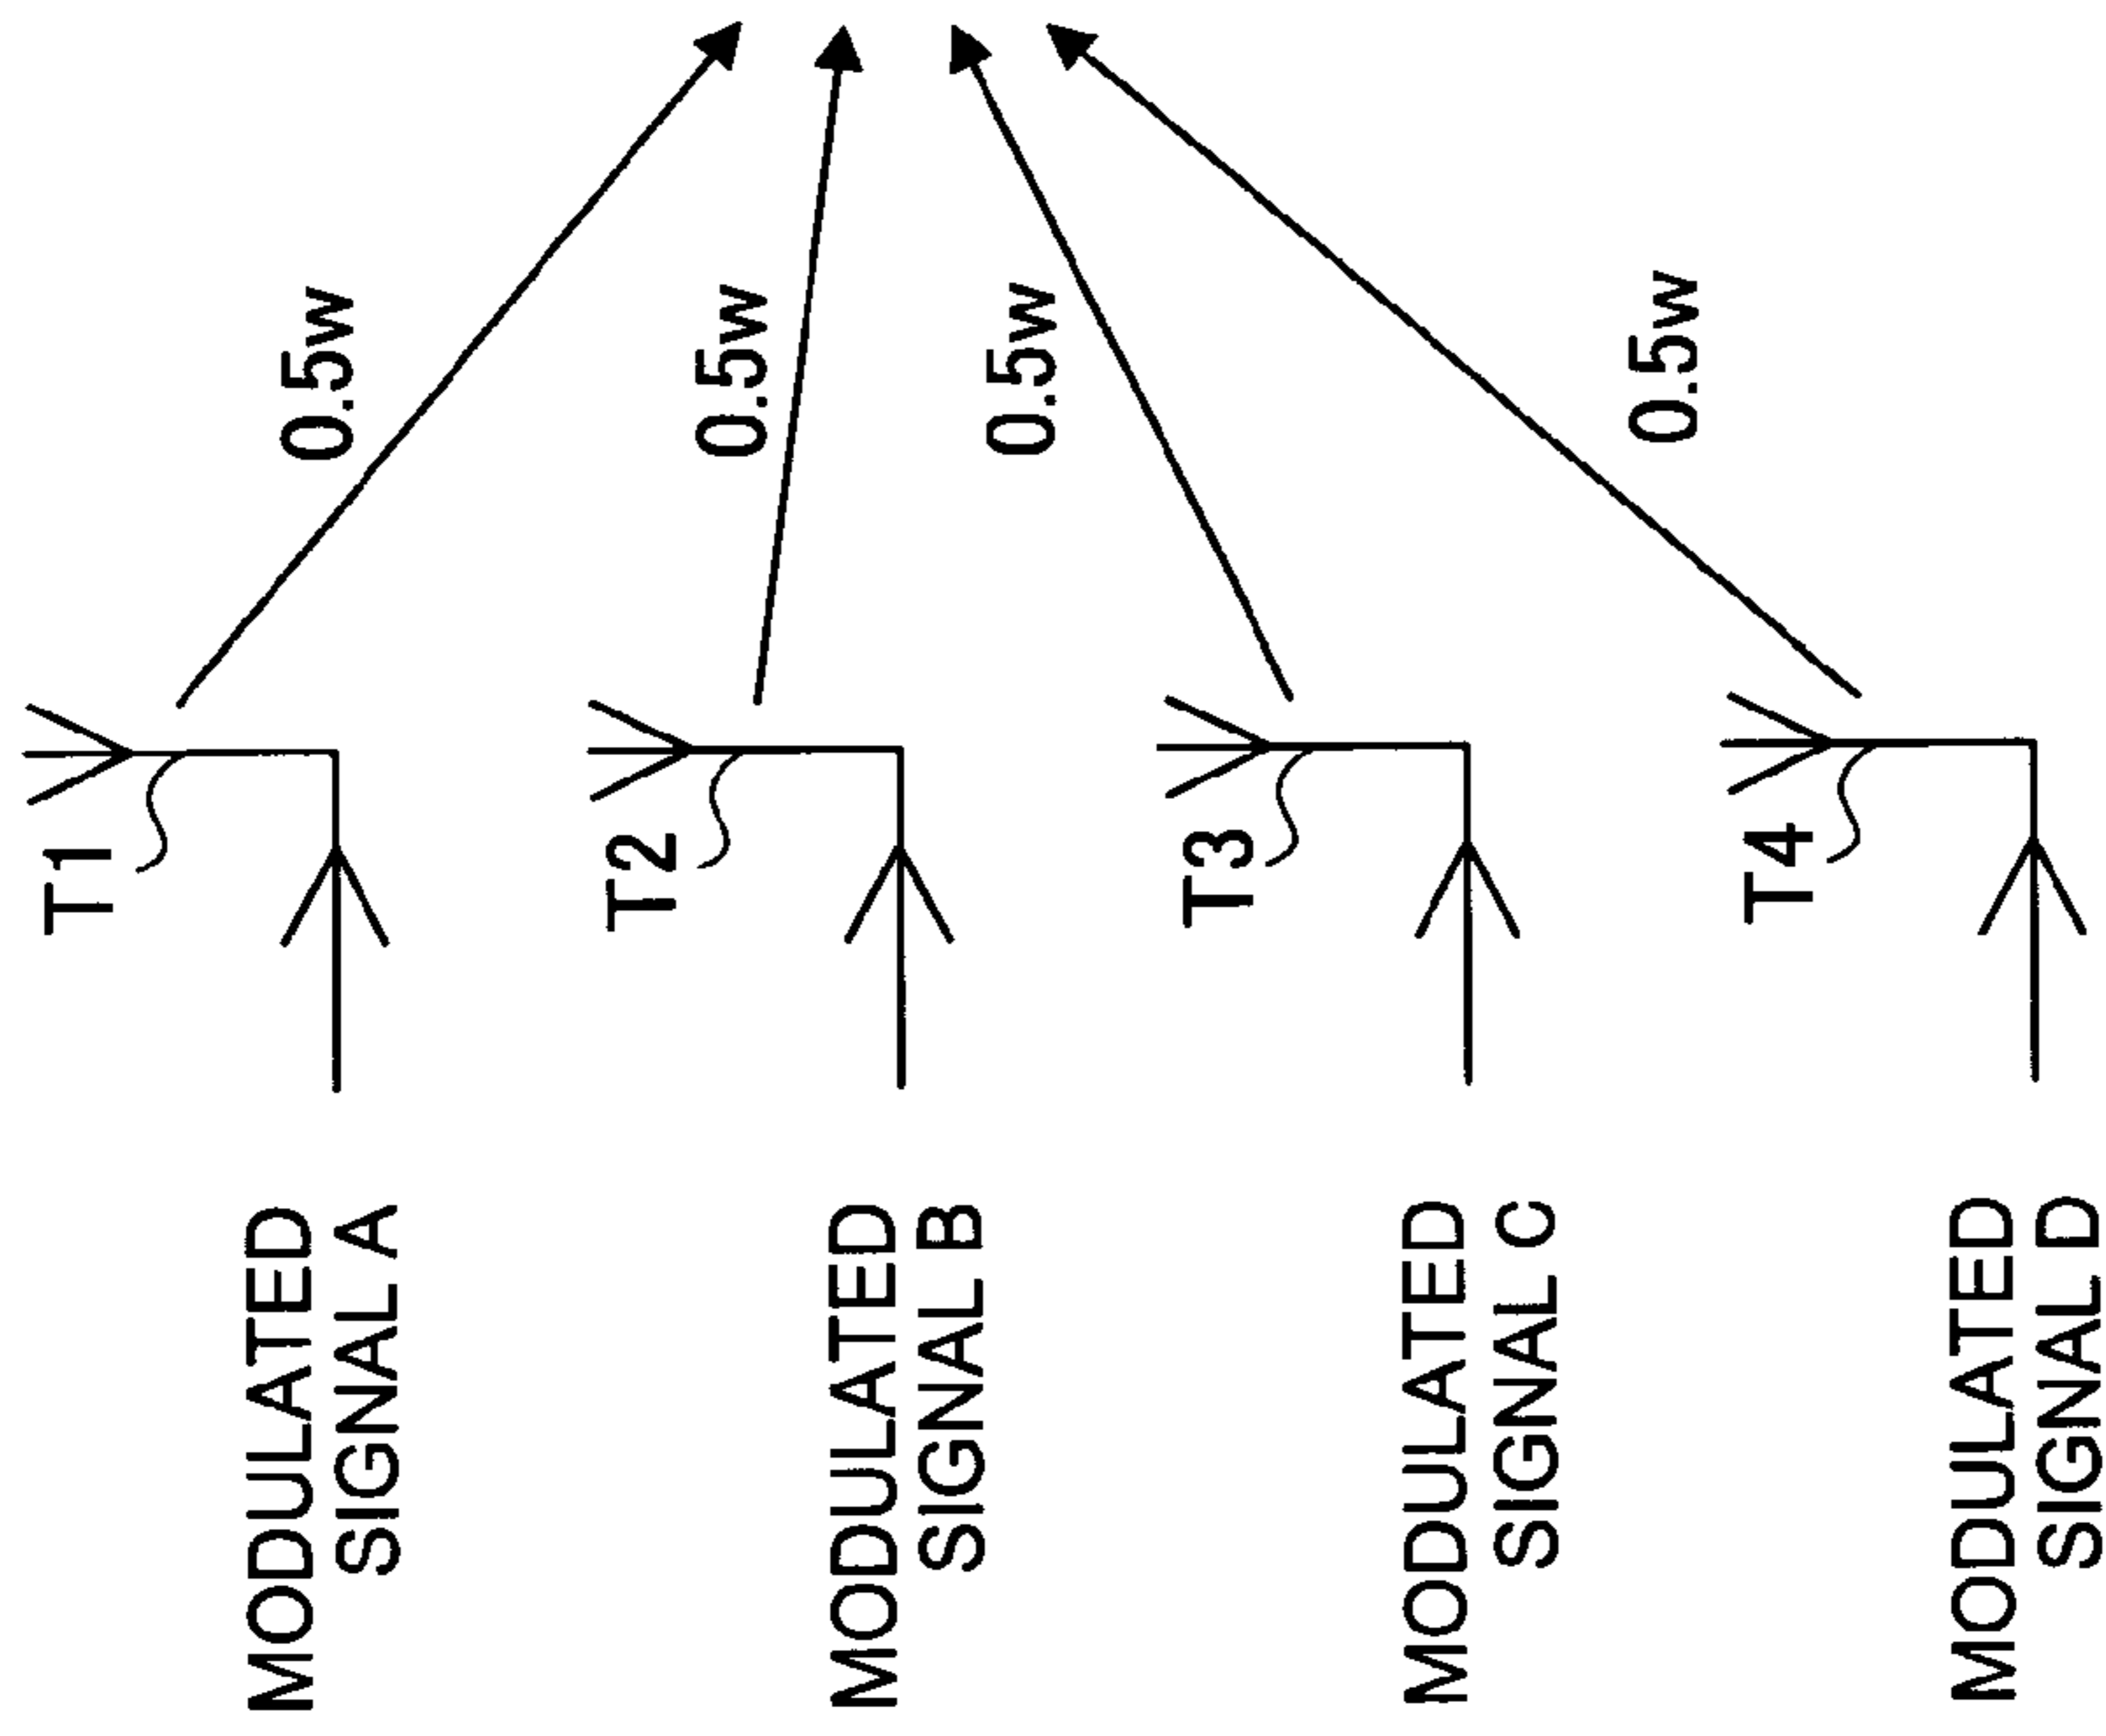 MODULATED
SIGNAL A
T1
0.5w
MODULATED
SIGNAL B
T2
0.5w
MODULATED
SIGNAL C
T3
0.5w
MODULATED
SIGNAL D
T4
0.5w